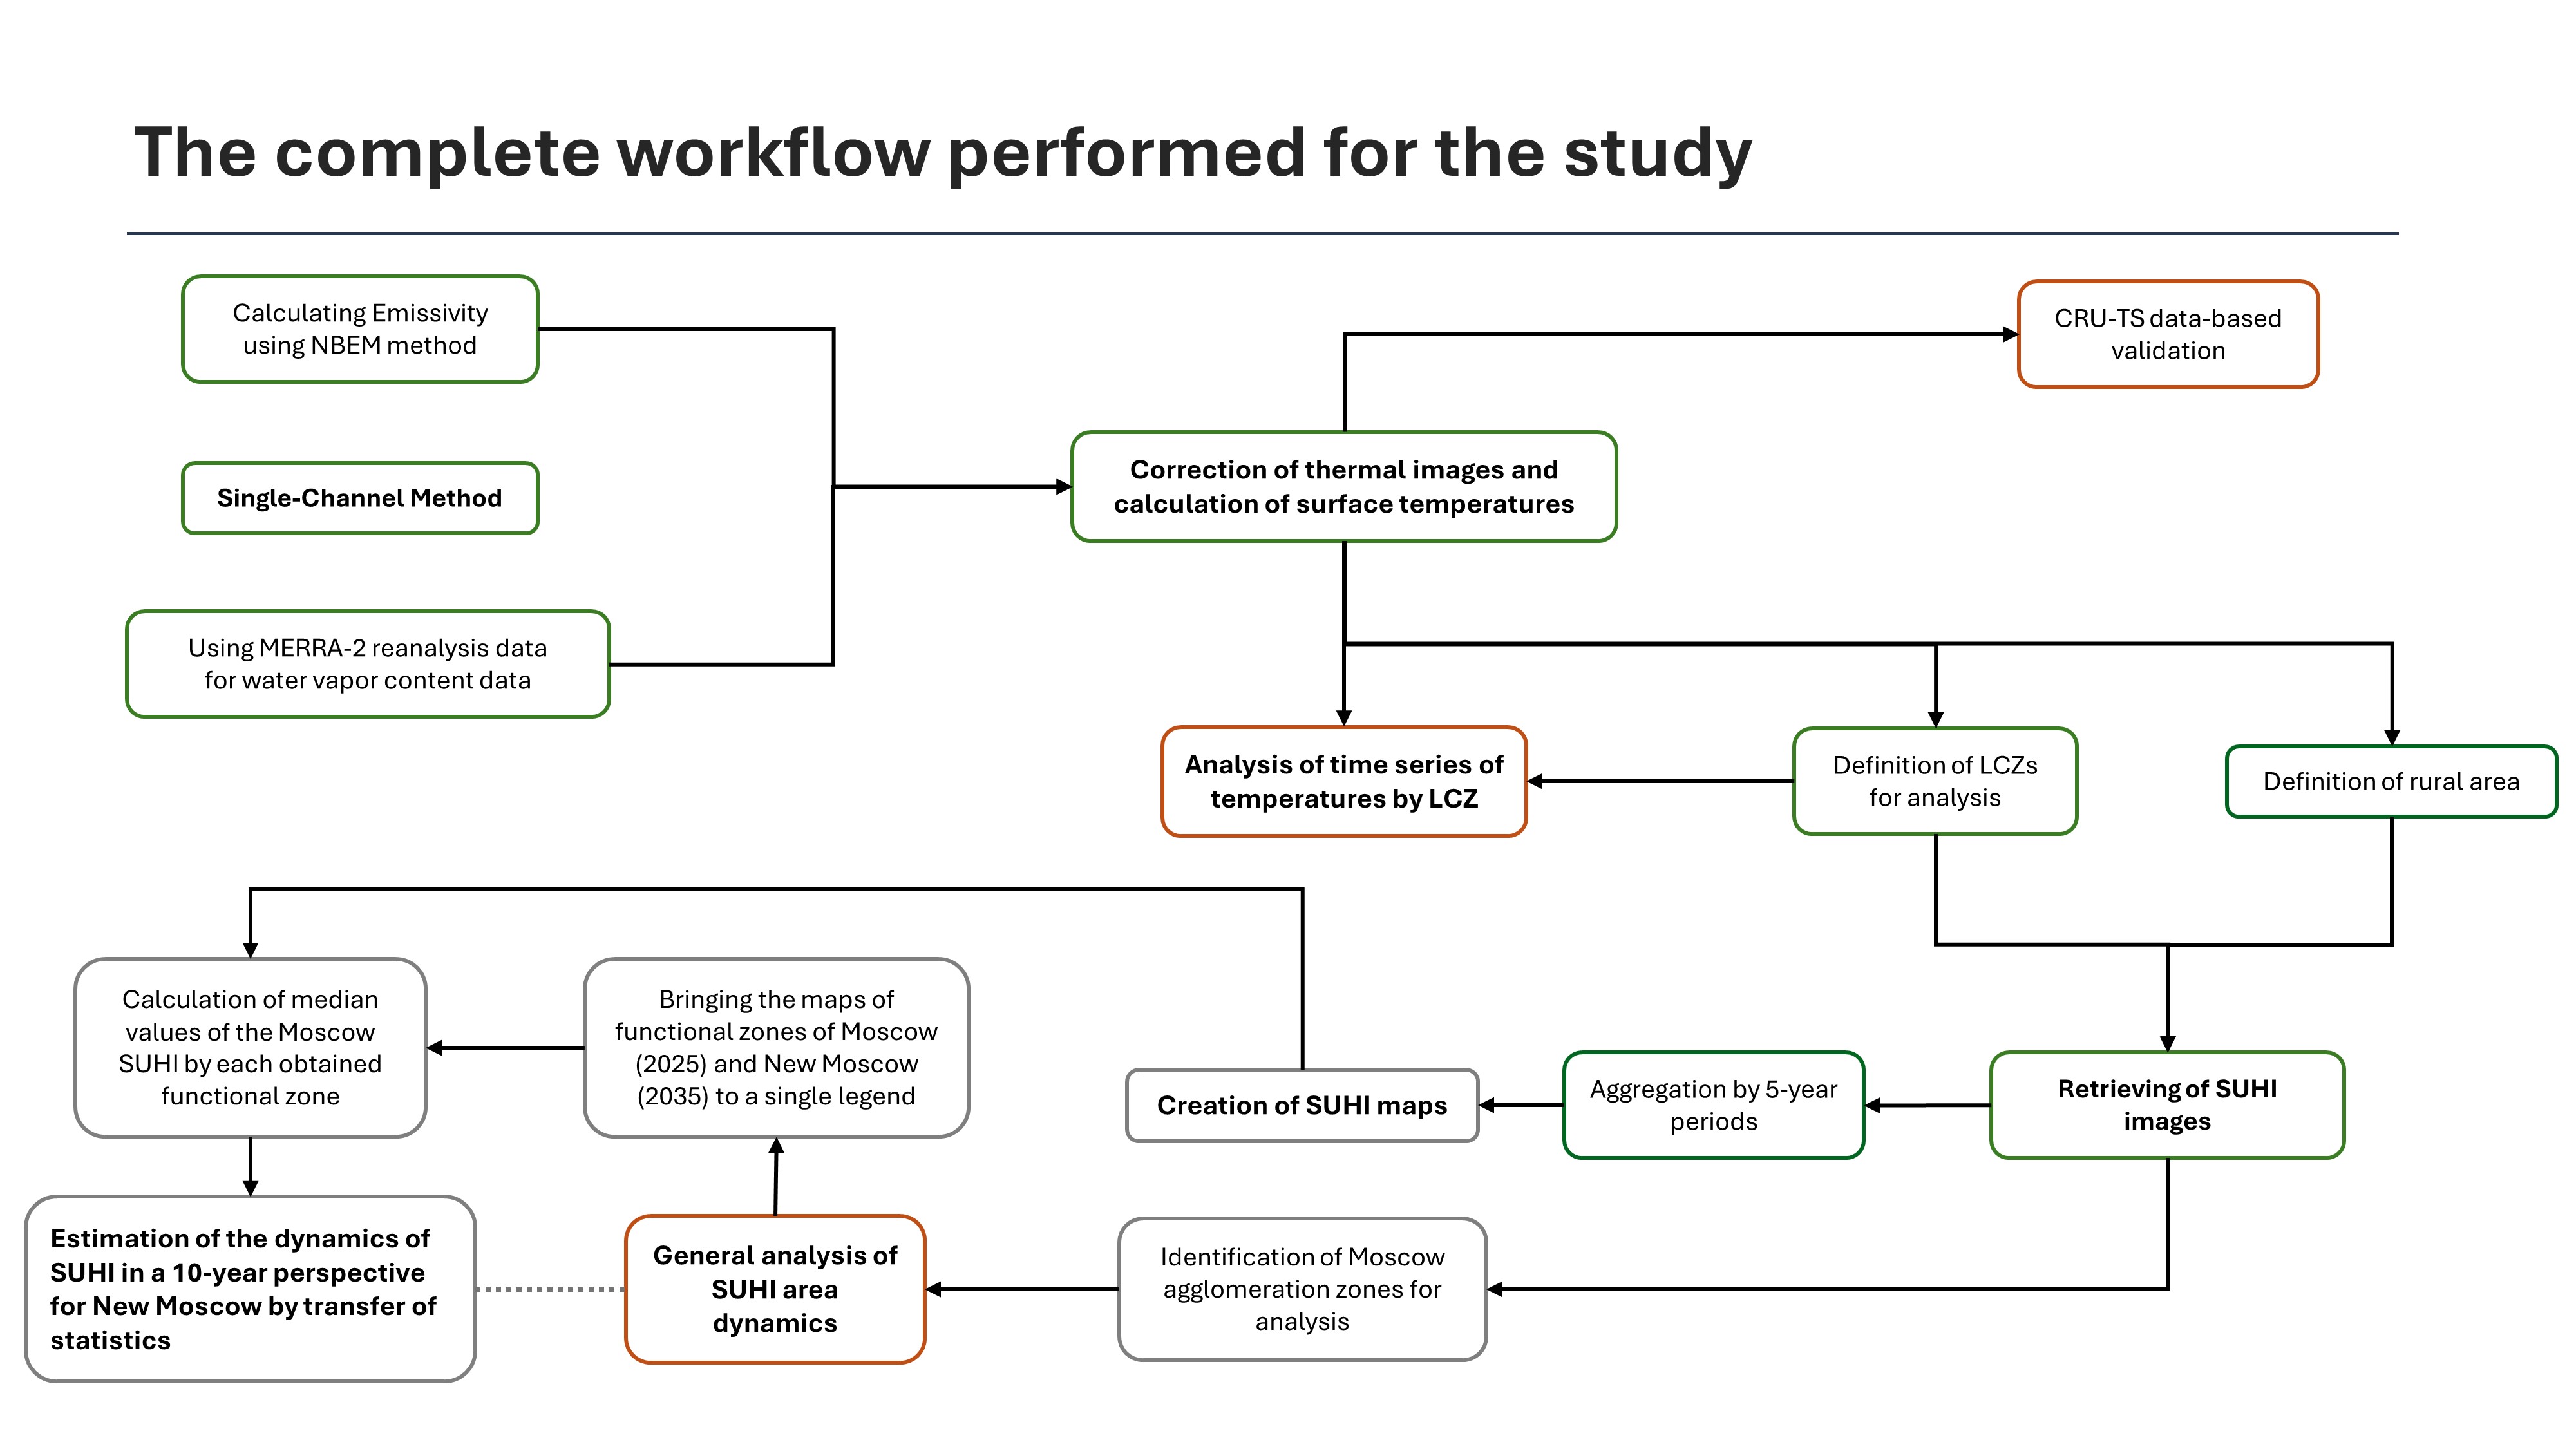 The complete workflow performed for the study
Calculating Emissivity
using NBEM method
CRU-TS data-based
validation
Single-Channel Method
Correction of thermal images and
calculation of surface temperatures
Using MERRA-2 reanalysis data
for water vapor content data
Analysis of time series of
temperatures by LCZ
Definition of LCZs
for analysis
Definition of rural area
Calculation of median
values of the Moscow
SUHI by each obtained
functional zone
Bringing the maps of
functional zones of Moscow
(2025) and New Moscow
(2035) to a single legend
Creation of SUHI maps
Aggregation by 5-year
periods
Retrieving of SUHI
images
Estimation of the dynamics of
SUHI in a 10-year perspective
for New Moscow by transfer of
statistics
General analysis of
SUHI area
dynamics
Identification of Moscow
agglomeration zones for
analysis